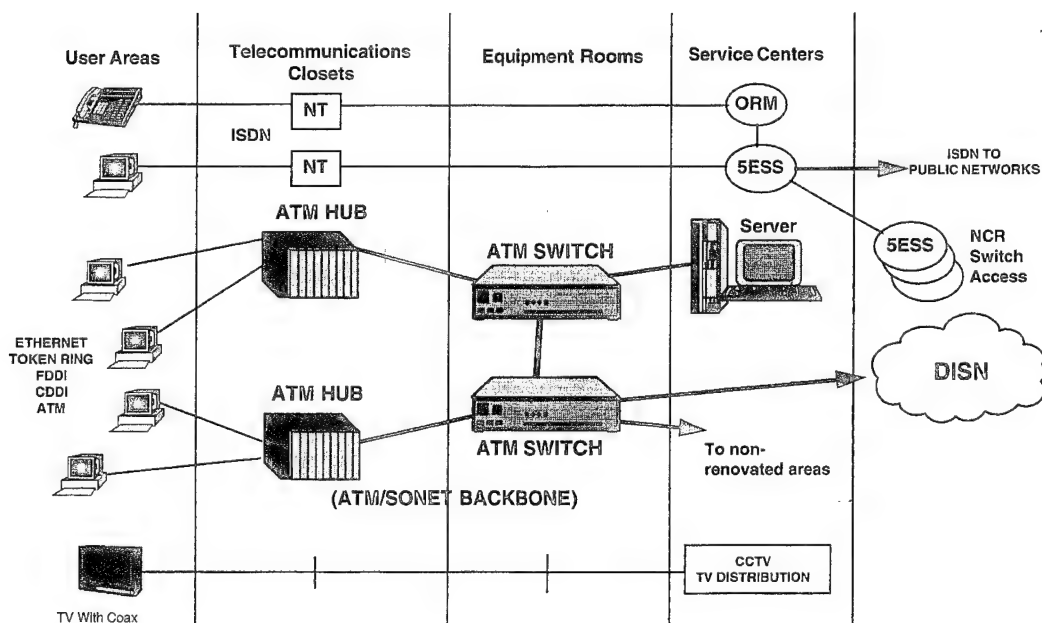 User Areas
Telecommunications
Closets
Equipment Rooms
Service Centers
NT
ORM
ISDN
NT
5ESS
ISDN TO
PUBLIC NETWORKS
ATM HUB
ATM SWITCH
Server
5ESS
NCR
Switch
Access
ETHERNET
TOKEN RING
FDDI
CDDI
ATM
ATM HUB
ATM SWITCH
DISN
To non-
renovated areas
(ATM/SONET BACKBONE)
CCTV
TV DISTRIBUTION
TV With Coax